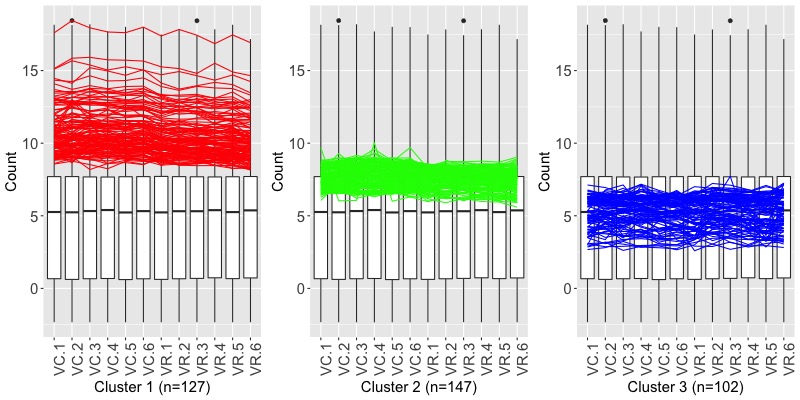 Count
15
10
5
0
VC.1 VC.2 VC.3 VC.4 VC.5 VC.6 VR.1 VR.2 VR.3 VR.4 VR.5 VR.6
Cluster 1 (n=127)
Count
15
10
5
0
VC.1 VC.2 VC.3 VC.4 VC.5 VC.6 VR.1 VR.2 VR.3 VR.4 VR.5 VR.6
Cluster 2 (n=147)
Count
15
10
5
0
VC.1 VC.2 VC.3 VC.4 VC.5 VC.6 VR.1 VR.2 VR.3 VR.4 VR.5 VR.6
Cluster 3 (n=102)